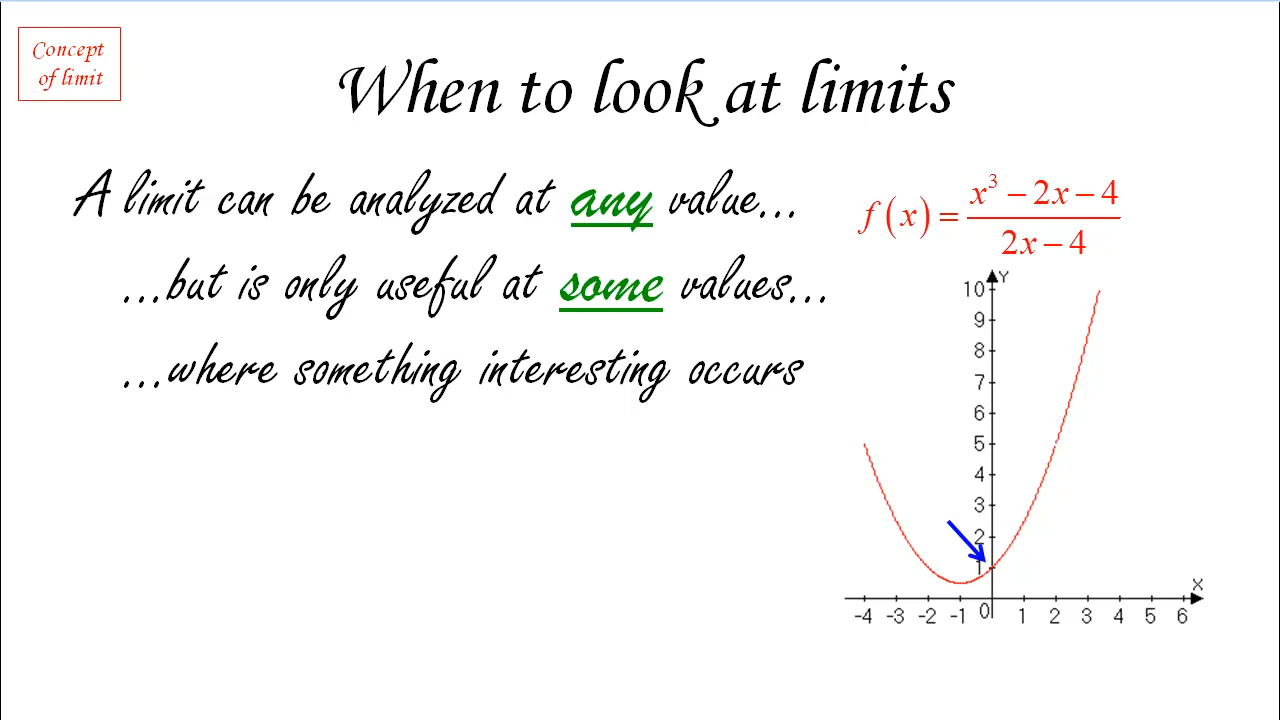 Concept
of limit
When to look at limits
A limit can be analyzed at any value...
...but is only useful at some values...
...where something interesting occurs
f(x) = (x³ − 2x − 4)/(2x − 4)
Y
10
9
8
7
6
5
4
3
2
1
X
-4 -3 -2 -1 0 1 2 3 4 5 6